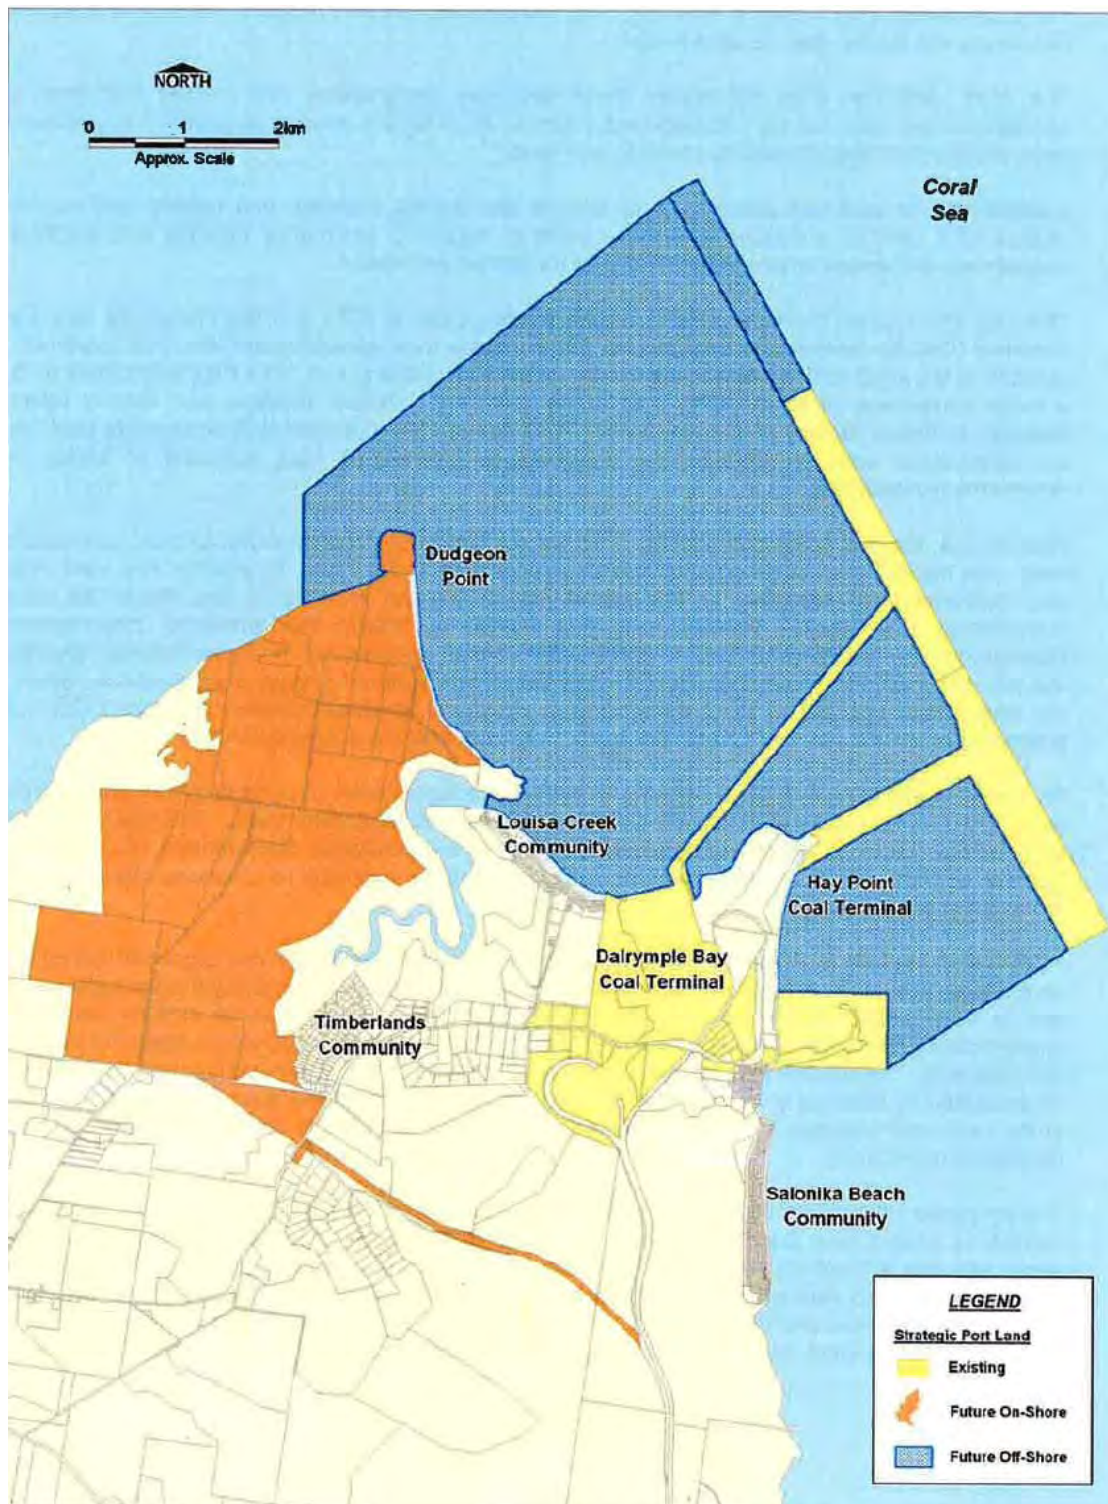 NORTH
0 1 2km
Approx. Scale
Coral
Sea
Dudgeon
Point
Louisa Creek
Community
Hay Point
Coal Terminal
Dalrymple Bay
Coal Terminal
Timberlands
Community
Salonika Beach
Community
LEGEND
Strategic Port Land
Existing
Future On-Shore
Future Off-Shore